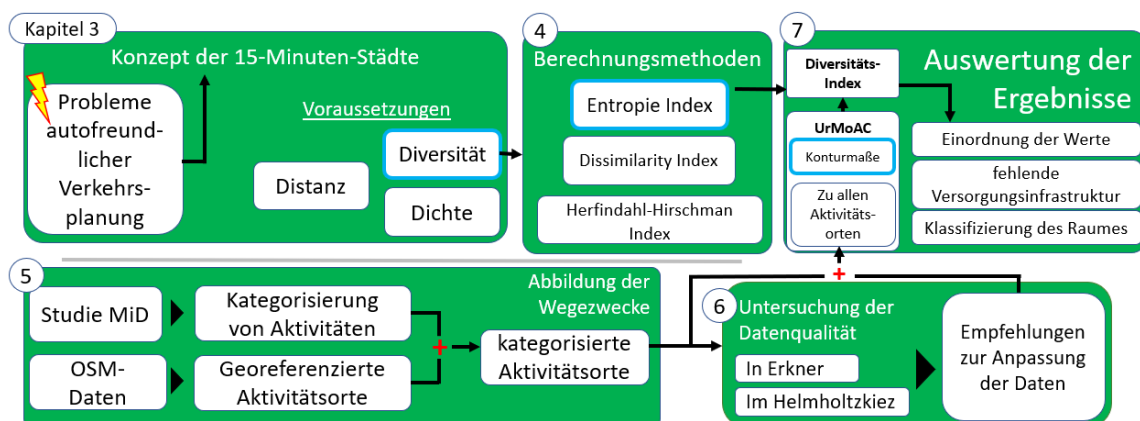 Kapitel 3
Konzept der 15-Minuten-Städte
Probleme
autofreund-
licher
Verkehrs-
planung
Voraussetzungen
Diversität
Distanz
Dichte
4
Berechnungsmethoden
Entropie Index
Dissimilarity Index
Herfindahl-Hirschman
Index
7
Auswertung der
Ergebnisse
Diversitäts-
Index
UrMoAC
Konturmaße
Zu allen
Aktivitäts-
orten
Einordnung der Werte
fehlende
Versorgungsinfrastruktur
Klassifizierung des Raumes
5
Abbildung der
Wegezwecke
Studie MiD
Kategorisierung
von Aktivitäten
OSM-
Daten
Georeferenzierte
Aktivitätsorte
+
kategorisierte
Aktivitätsorte
+
6
Untersuchung der
Datenqualität
In Erkner
Im Helmholtzkiez
Empfehlungen
zur Anpassung
der Daten